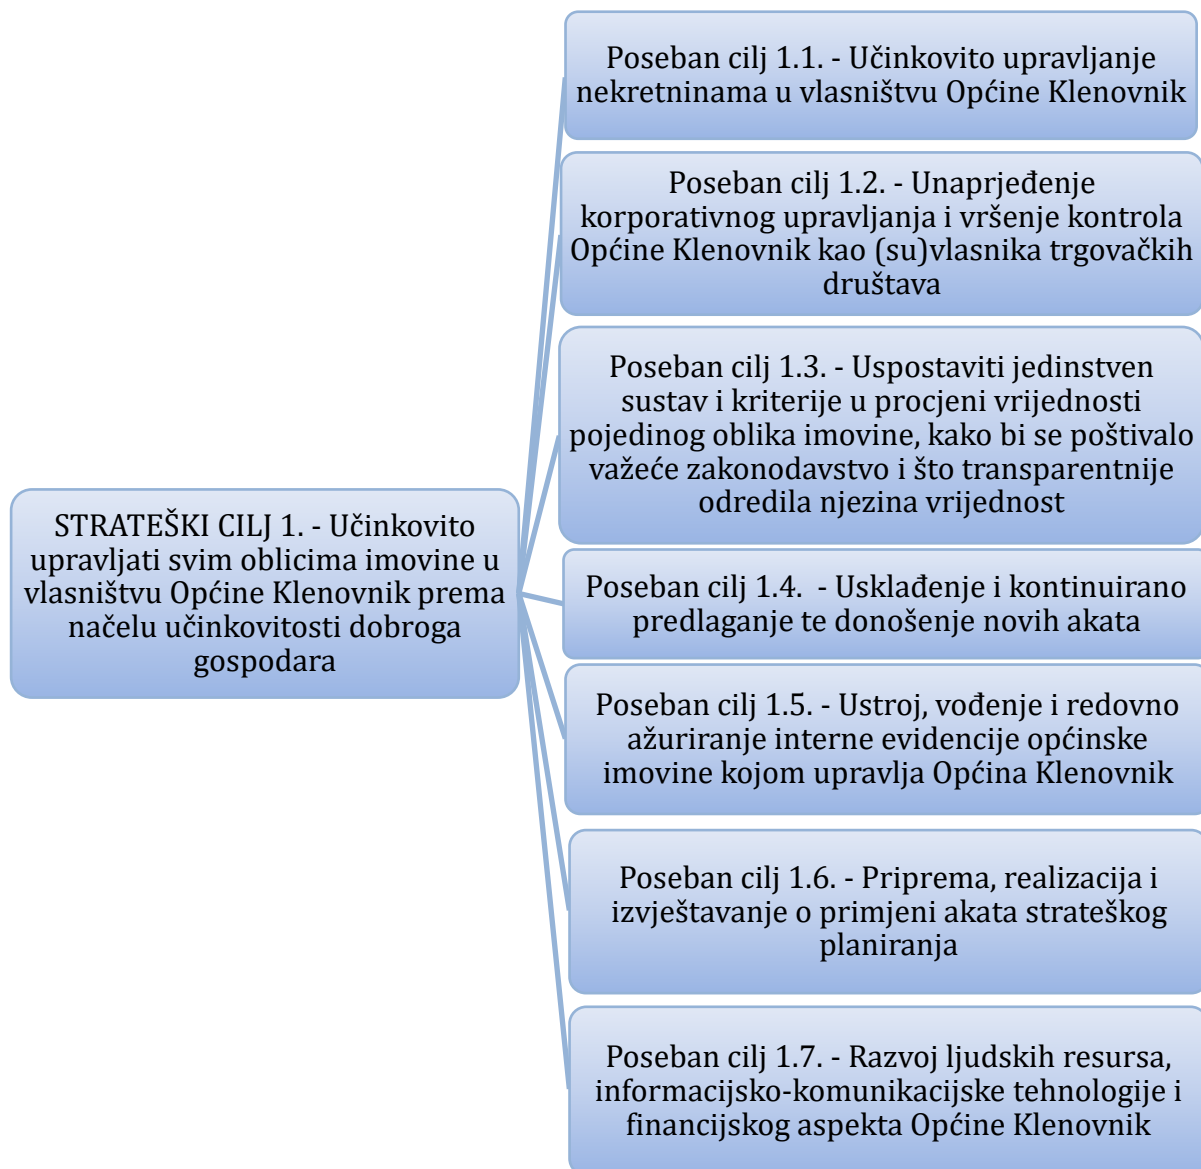 STRATEŠKI CILJ 1. - Učinkovito
upravljati svim oblicima imovine u
vlasništvu Općine Klenovnik prema
načelu učinkovitosti dobroga
gospodara
Poseban cilj 1.1. - Učinkovito upravljanje
nekretninama u vlasništvu Općine Klenovnik
Poseban cilj 1.2. - Unaprjeđenje
korporativnog upravljanja i vršenje kontrola
Općine Klenovnik kao (su)vlasnika trgovačkih
društava
Poseban cilj 1.3. - Uspostaviti jedinstven
sustav i kriterije u procjeni vrijednosti
pojedinog oblika imovine, kako bi se poštivalo
važeće zakonodavstvo i što transparentnije
odredila njezina vrijednost
Poseban cilj 1.4. - Usklađenje i kontinuirano
predlaganje te donošenje novih akata
Poseban cilj 1.5. - Ustroj, vođenje i redovno
ažuriranje interne evidencije općinske
imovine kojom upravlja Općina Klenovnik
Poseban cilj 1.6. - Priprema, realizacija i
izvještavanje o primjeni akata strateškog
planiranja
Poseban cilj 1.7. - Razvoj ljudskih resursa,
informacijsko-komunikacijske tehnologije i
financijskog aspekta Općine Klenovnik